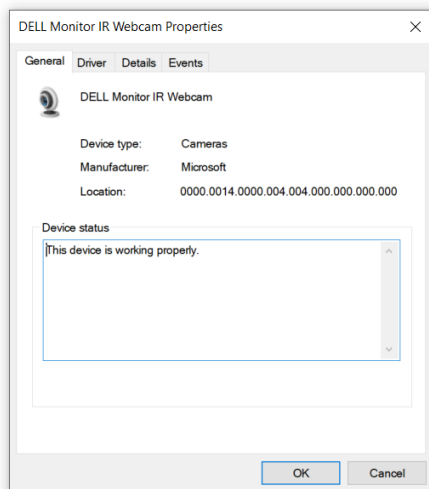 DELL Monitor IR Webcam Properties
General Driver Details Events
DELL Monitor IR Webcam
Device type: Cameras
Manufacturer: Microsoft
Location: 0000.0014.0000.004.004.000.000.000.000
Device status
This device is working properly.
OK Cancel